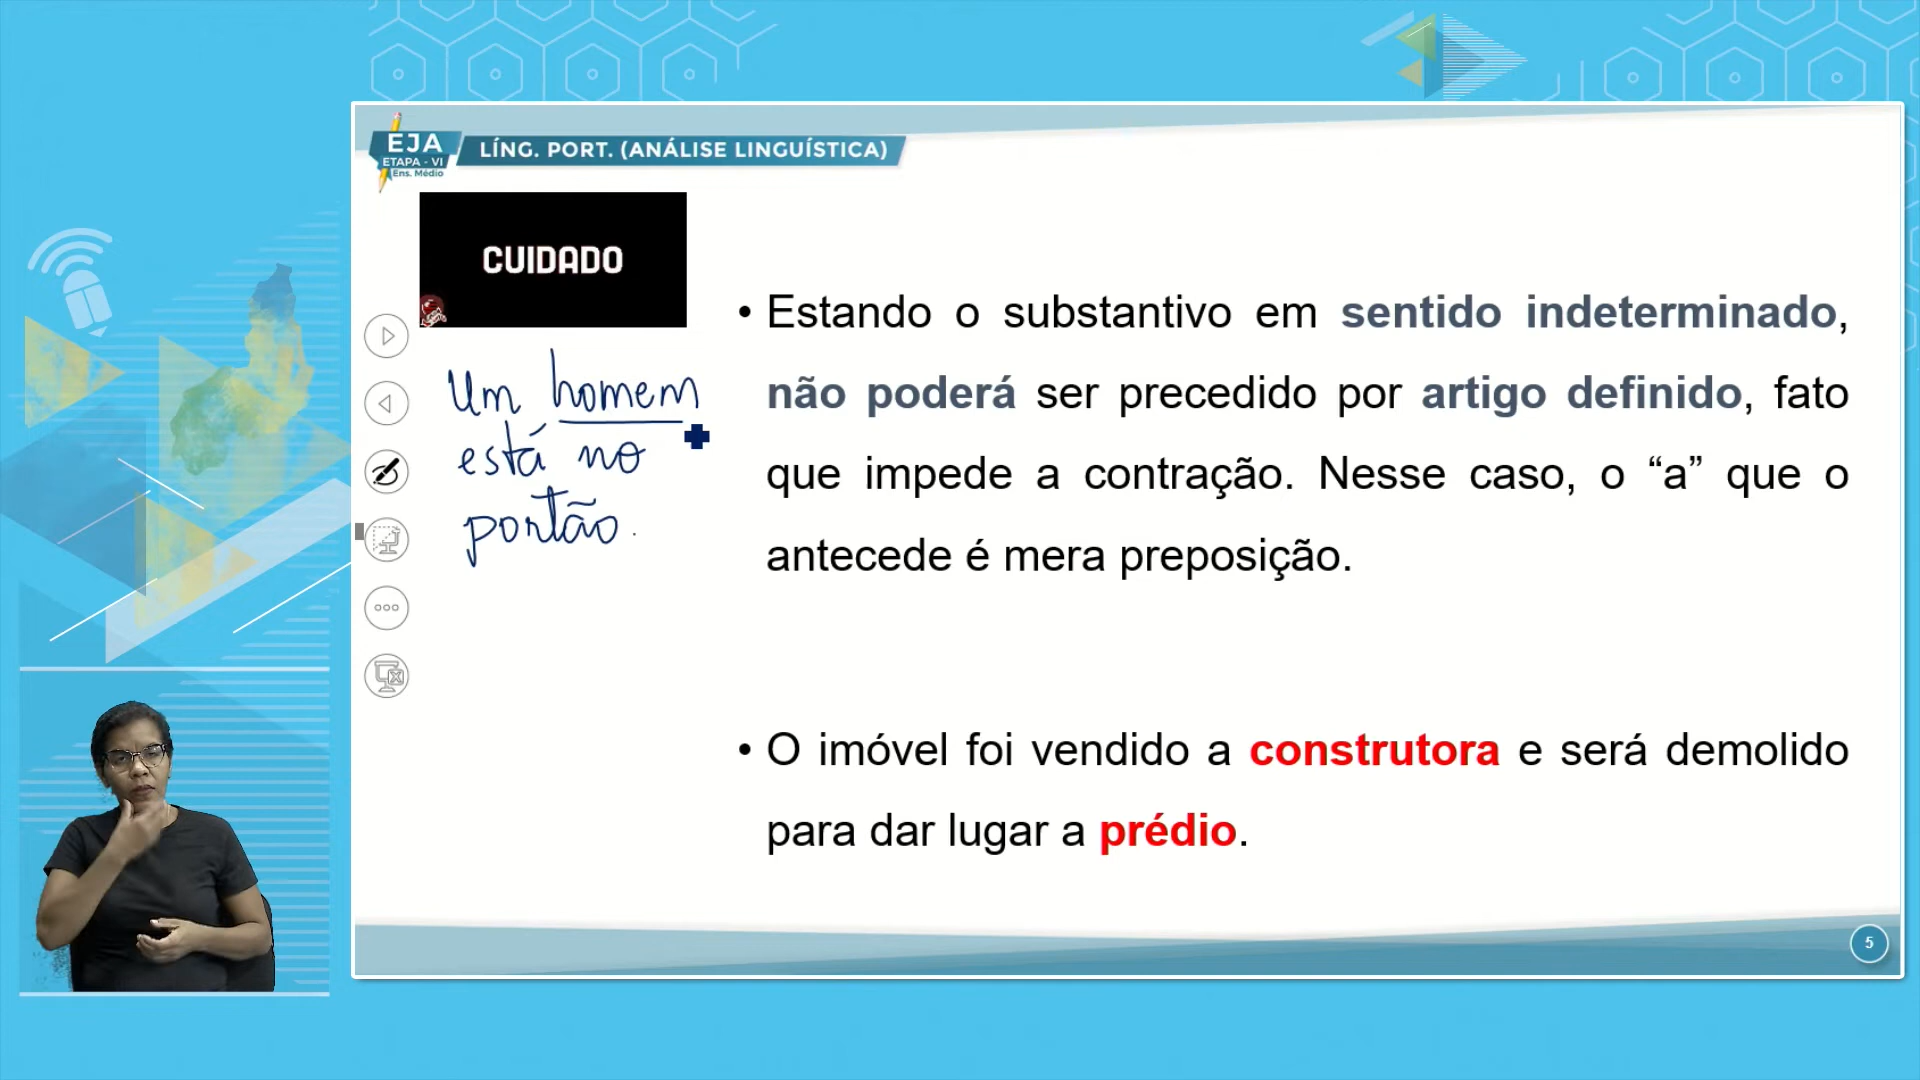 EJA
ETAPA - VI
Ens. Médio
LÍNG. PORT. (ANÁLISE LINGUÍSTICA)
CUIDADO
Um homem
está no
portão.
• Estando o substantivo em sentido indeterminado,
não poderá ser precedido por artigo definido, fato
que impede a contração. Nesse caso, o “a” que o
antecede é mera preposição.
• O imóvel foi vendido a construtora e será demolido
para dar lugar a prédio.
5